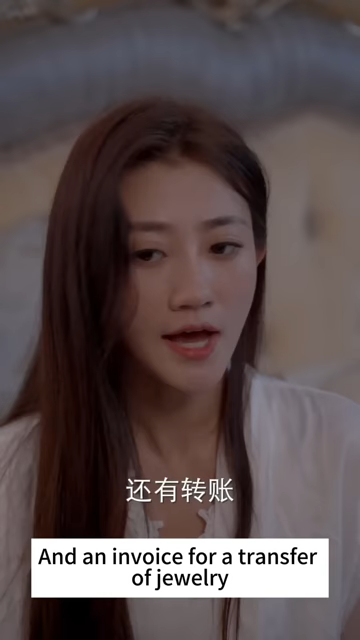 还有转账
And an invoice for a transfer
of jewelry